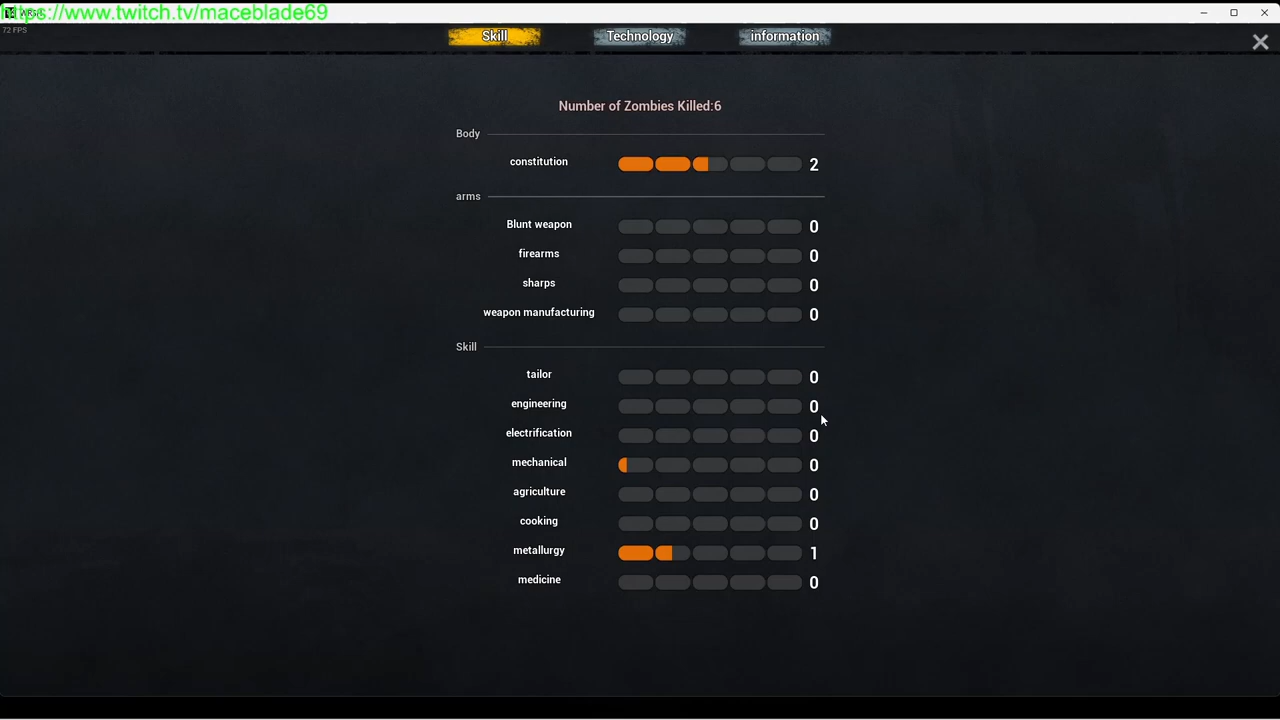 https://www.twitch.tv/maceblade69
72 FPS
Skill
Technology
information
Number of Zombies Killed:6
Body
constitution 2
arms
Blunt weapon 0
firearms 0
sharps 0
weapon manufacturing 0
Skill
tailor 0
engineering 0
electrification 0
mechanical 0
agriculture 0
cooking 0
metallurgy 1
medicine 0